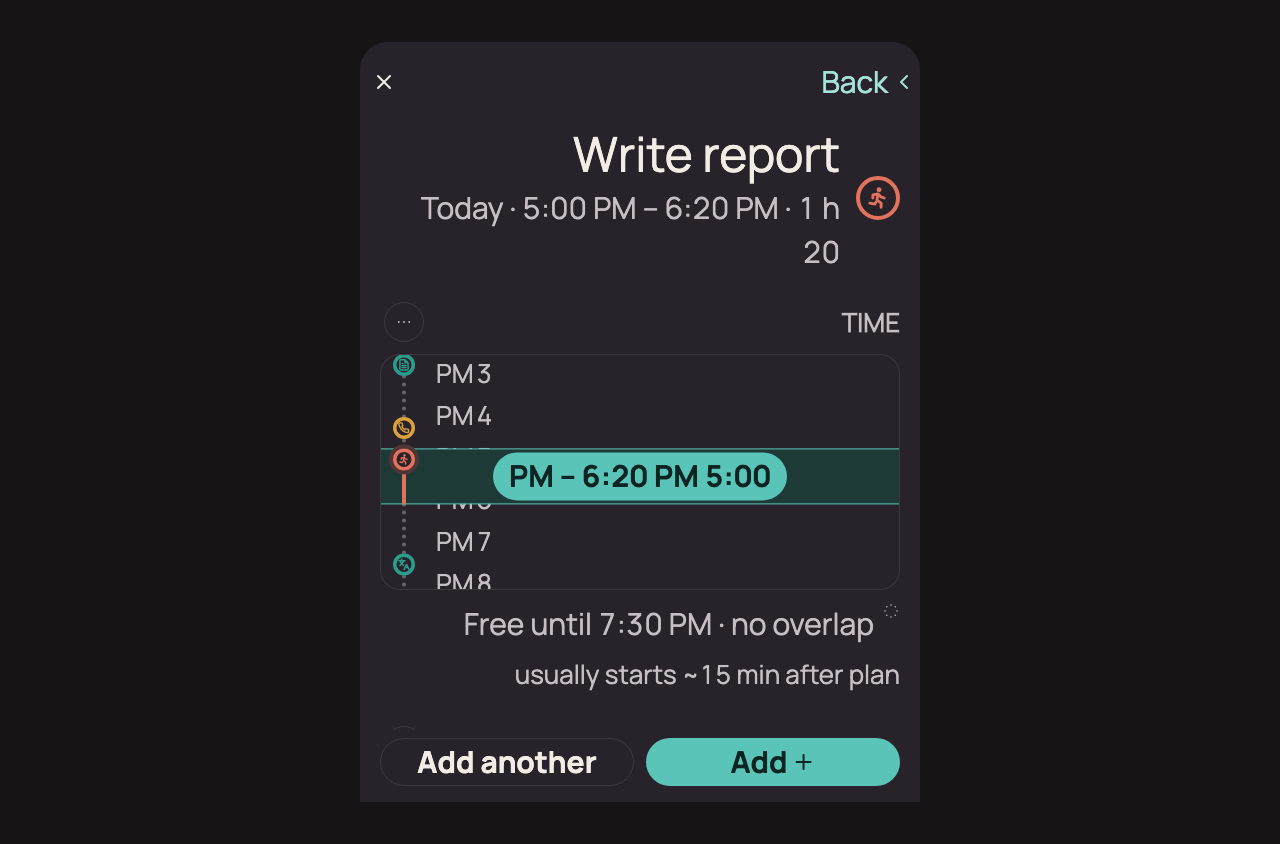 Back
Write report
Today · 5:00 PM – 6:20 PM · 1 h
20
TIME
PM 3
PM 4
PM – 6:20 PM 5:00
PM 7
PM 8
Free until 7:30 PM · no overlap
usually starts ~15 min after plan
Add another
Add +